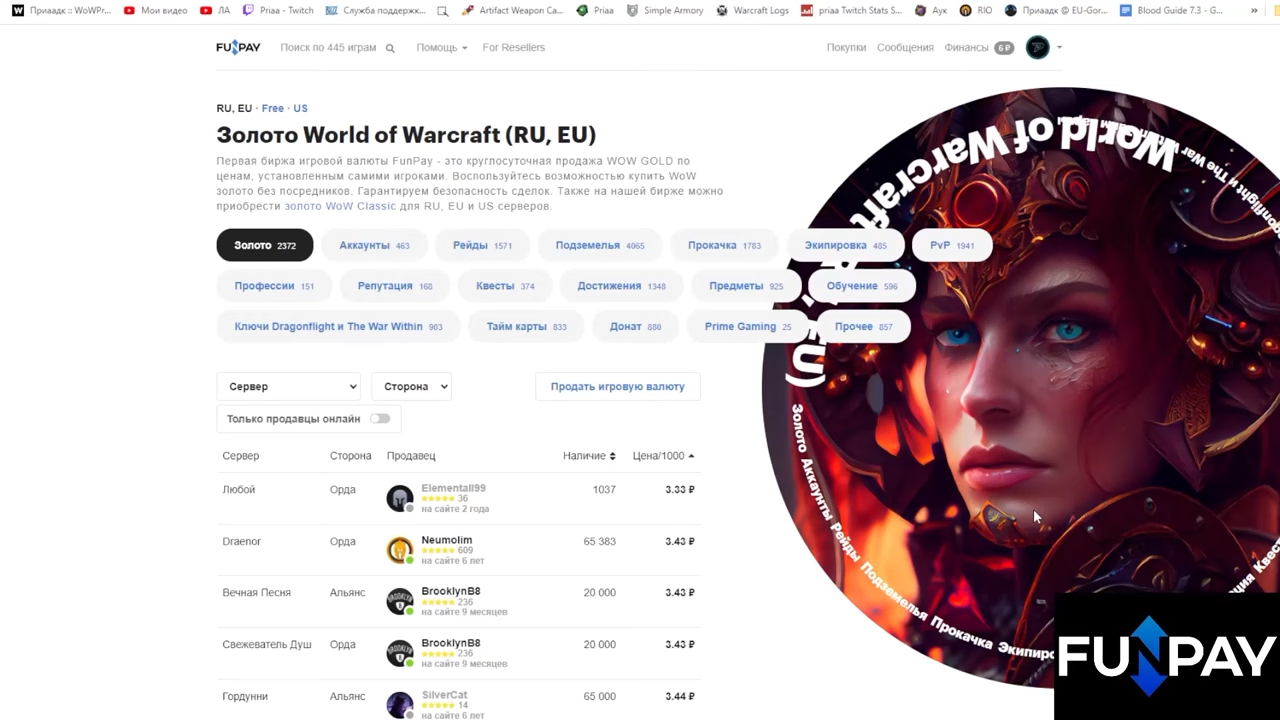 Приаадк :: WoWPr...
Мои видео
ЛА
Priaa - Twitch
Служба поддержк...
Artifact Weapon Ca...
Priaa
Simple Armory
Warcraft Logs
priaa Twitch Stats S...
Аук
RIO
Приаадк @ EU-Gor...
Blood Guide 7.3 - G...
»
FUNPAY
Поиск по 445 играм
Помощь
For Resellers
Покупки
Сообщения
Финансы 6 ₽
RU, EU · Free · US
Золото World of Warcraft (RU, EU)
Первая биржа игровой валюты FunPay - это круглосуточная продажа WOW GOLD по
ценам, установленным самими игроками. Воспользуйтесь возможностью купить WoW
золото без посредников. Гарантируем безопасность сделок. Также на нашей бирже можно
приобрести золото WoW Classic для RU, EU и US серверов.
Золото 2372
Аккаунты 463
Рейды 1571
Подземелья 4065
Прокачка 1783
Экипировка 485
PvP 1941
Профессии 151
Репутация 168
Квесты 374
Достижения 1348
Предметы 925
Обучение 596
Ключи Dragonflight и The War Within 903
Тайм карты 833
Донат 880
Prime Gaming 25
Прочее 857
Сервер
Сторона
Продать игровую валюту
Только продавцы онлайн
Сервер Сторона Продавец Наличие Цена/1000
Любой Орда Elementall99 1037 3.33 ₽
36
на сайте 2 года
Draenor Орда Neumolim 65 383 3.43 ₽
609
на сайте 6 лет
Вечная Песня Альянс BrooklynB8 20 000 3.43 ₽
236
на сайте 9 месяцев
Свежеватель Душ Орда BrooklynB8 20 000 3.43 ₽
236
на сайте 9 месяцев
Гордунни Альянс SilverCat 65 000 3.44 ₽
14
на сайте 6 лет
World of Warcraft
EU)
Золото Аккаунты Рейды Подземелья Прокачка Экипиро
FUNPAY